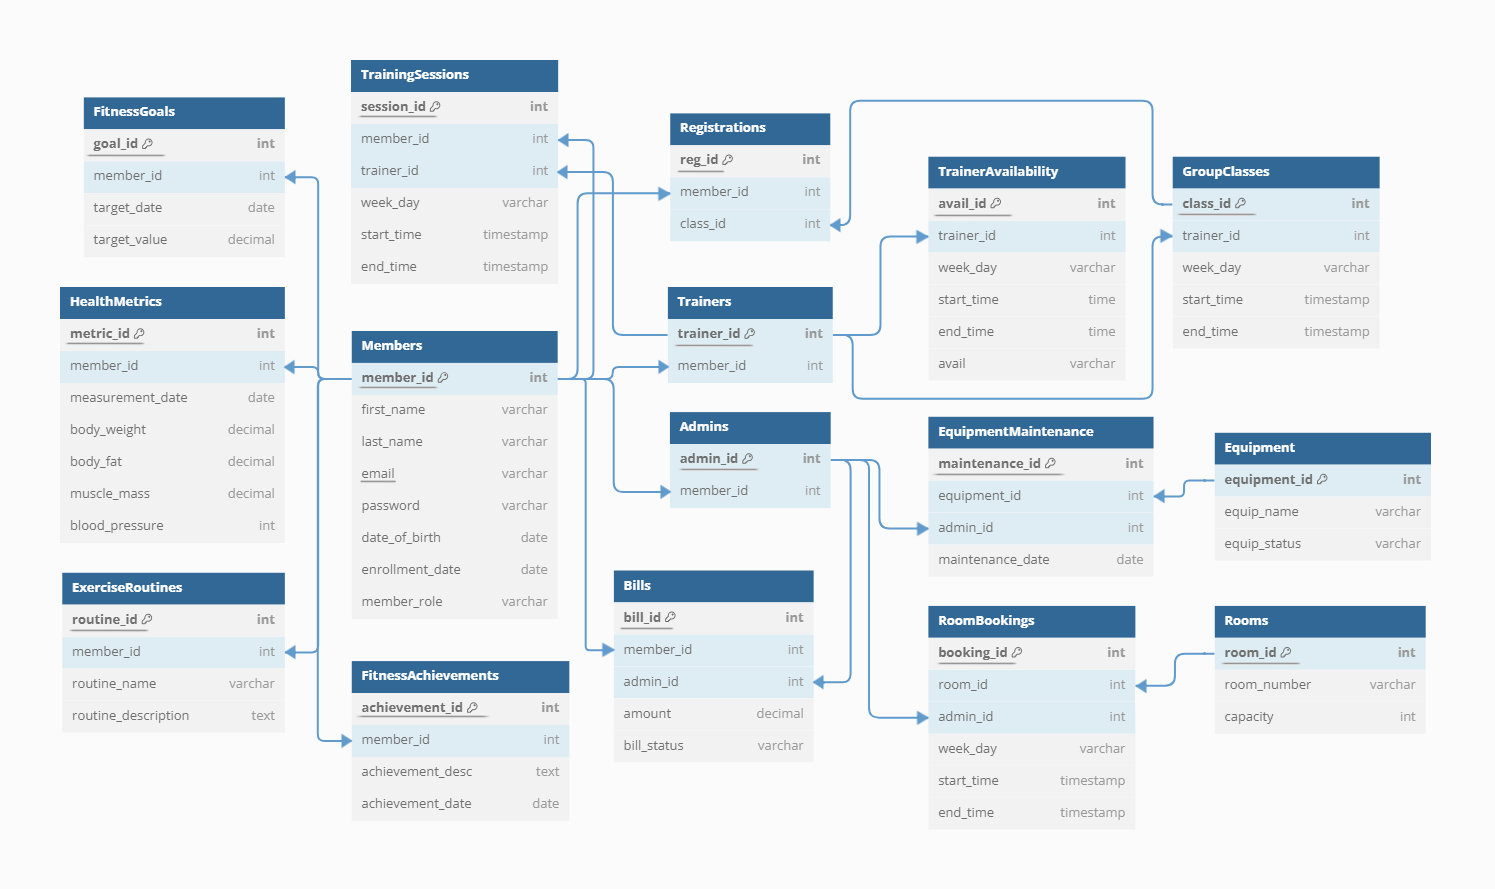 TrainingSessions
session_id int
member_id int
trainer_id int
week_day varchar
start_time timestamp
end_time timestamp
FitnessGoals
goal_id int
member_id int
target_date date
target_value decimal
Registrations
reg_id int
member_id int
class_id int
TrainerAvailability
avail_id int
trainer_id int
week_day varchar
start_time time
end_time time
avail varchar
GroupClasses
class_id int
trainer_id int
week_day varchar
start_time timestamp
end_time timestamp
HealthMetrics
metric_id int
member_id int
measurement_date date
body_weight decimal
body_fat decimal
muscle_mass decimal
blood_pressure int
Members
member_id int
first_name varchar
last_name varchar
email varchar
password varchar
date_of_birth date
enrollment_date date
member_role varchar
Trainers
trainer_id int
member_id int
Admins
admin_id int
member_id int
EquipmentMaintenance
maintenance_id int
equipment_id int
admin_id int
maintenance_date date
Equipment
equipment_id int
equip_name varchar
equip_status varchar
ExerciseRoutines
routine_id int
member_id int
routine_name varchar
routine_description text
FitnessAchievements
achievement_id int
member_id int
achievement_desc text
achievement_date date
Bills
bill_id int
member_id int
admin_id int
amount decimal
bill_status varchar
RoomBookings
booking_id int
room_id int
admin_id int
week_day varchar
start_time timestamp
end_time timestamp
Rooms
room_id int
room_number varchar
capacity int